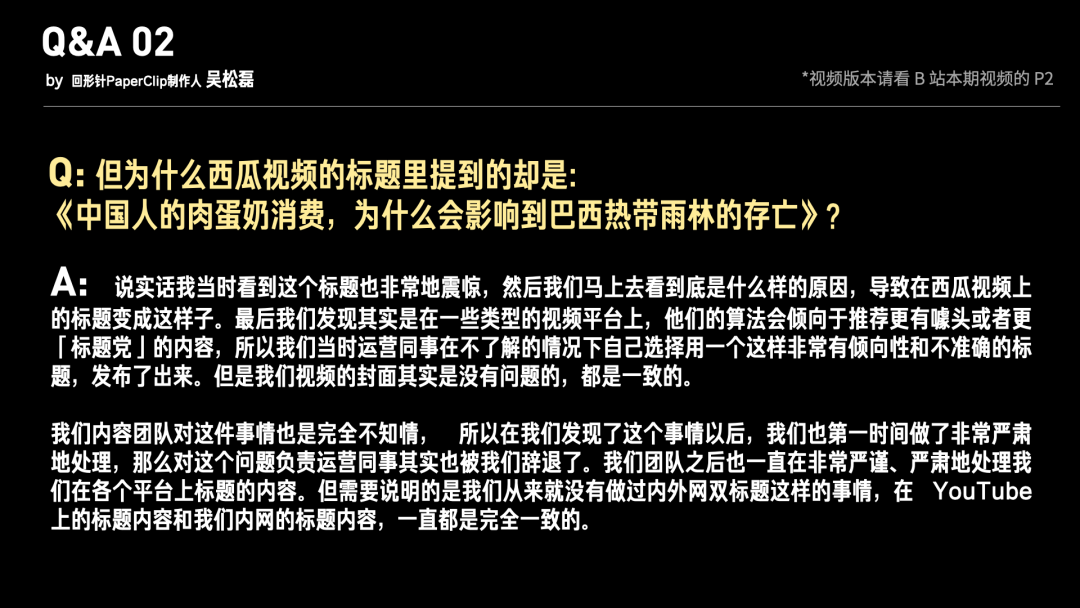 Q&A 02
by 回形针PaperClip制作人 吴松磊
*视频版本请看 B 站本期视频的 P2
Q: 但为什么西瓜视频的标题里提到的却是:
《中国人的肉蛋奶消费，为什么会影响到巴西热带雨林的存亡》?
A: 说实话我当时看到这个标题也非常地震惊，然后我们马上去看到底是什么样的原因，导致在西瓜视频上
的标题变成这样子。最后我们发现其实是在一些类型的视频平台上，他们的算法会倾向于推荐更有噱头或者更
「标题党」的内容，所以我们当时运营同事在不了解的情况下自己选择用一个这样非常有倾向性和不准确的标
题，发布了出来。但是我们视频的封面其实是没有问题的，都是一致的。
我们内容团队对这件事情也是完全不知情， 所以在我们发现了这个事情以后，我们也第一时间做了非常严肃
地处理，那么对这个问题负责运营同事其实也被我们辞退了。我们团队之后也一直在非常严谨、严肃地处理我
们在各个平台上标题的内容。但需要说明的是我们从来就没有做过内外网双标题这样的事情，在 YouTube
上的标题内容和我们内网的标题内容，一直都是完全一致的。